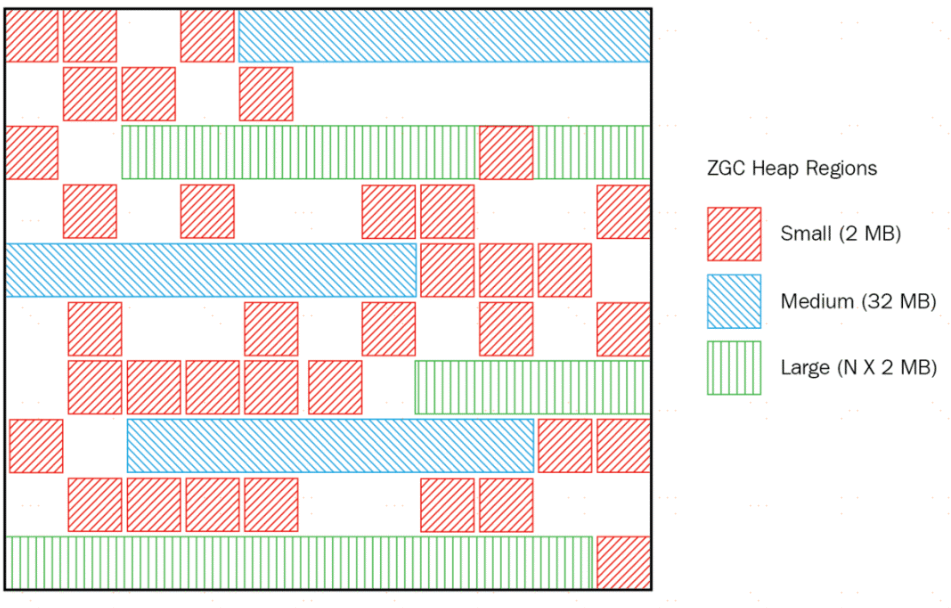 ZGC Heap Regions
Small (2 MB)
Medium (32 MB)
Large (N X 2 MB)